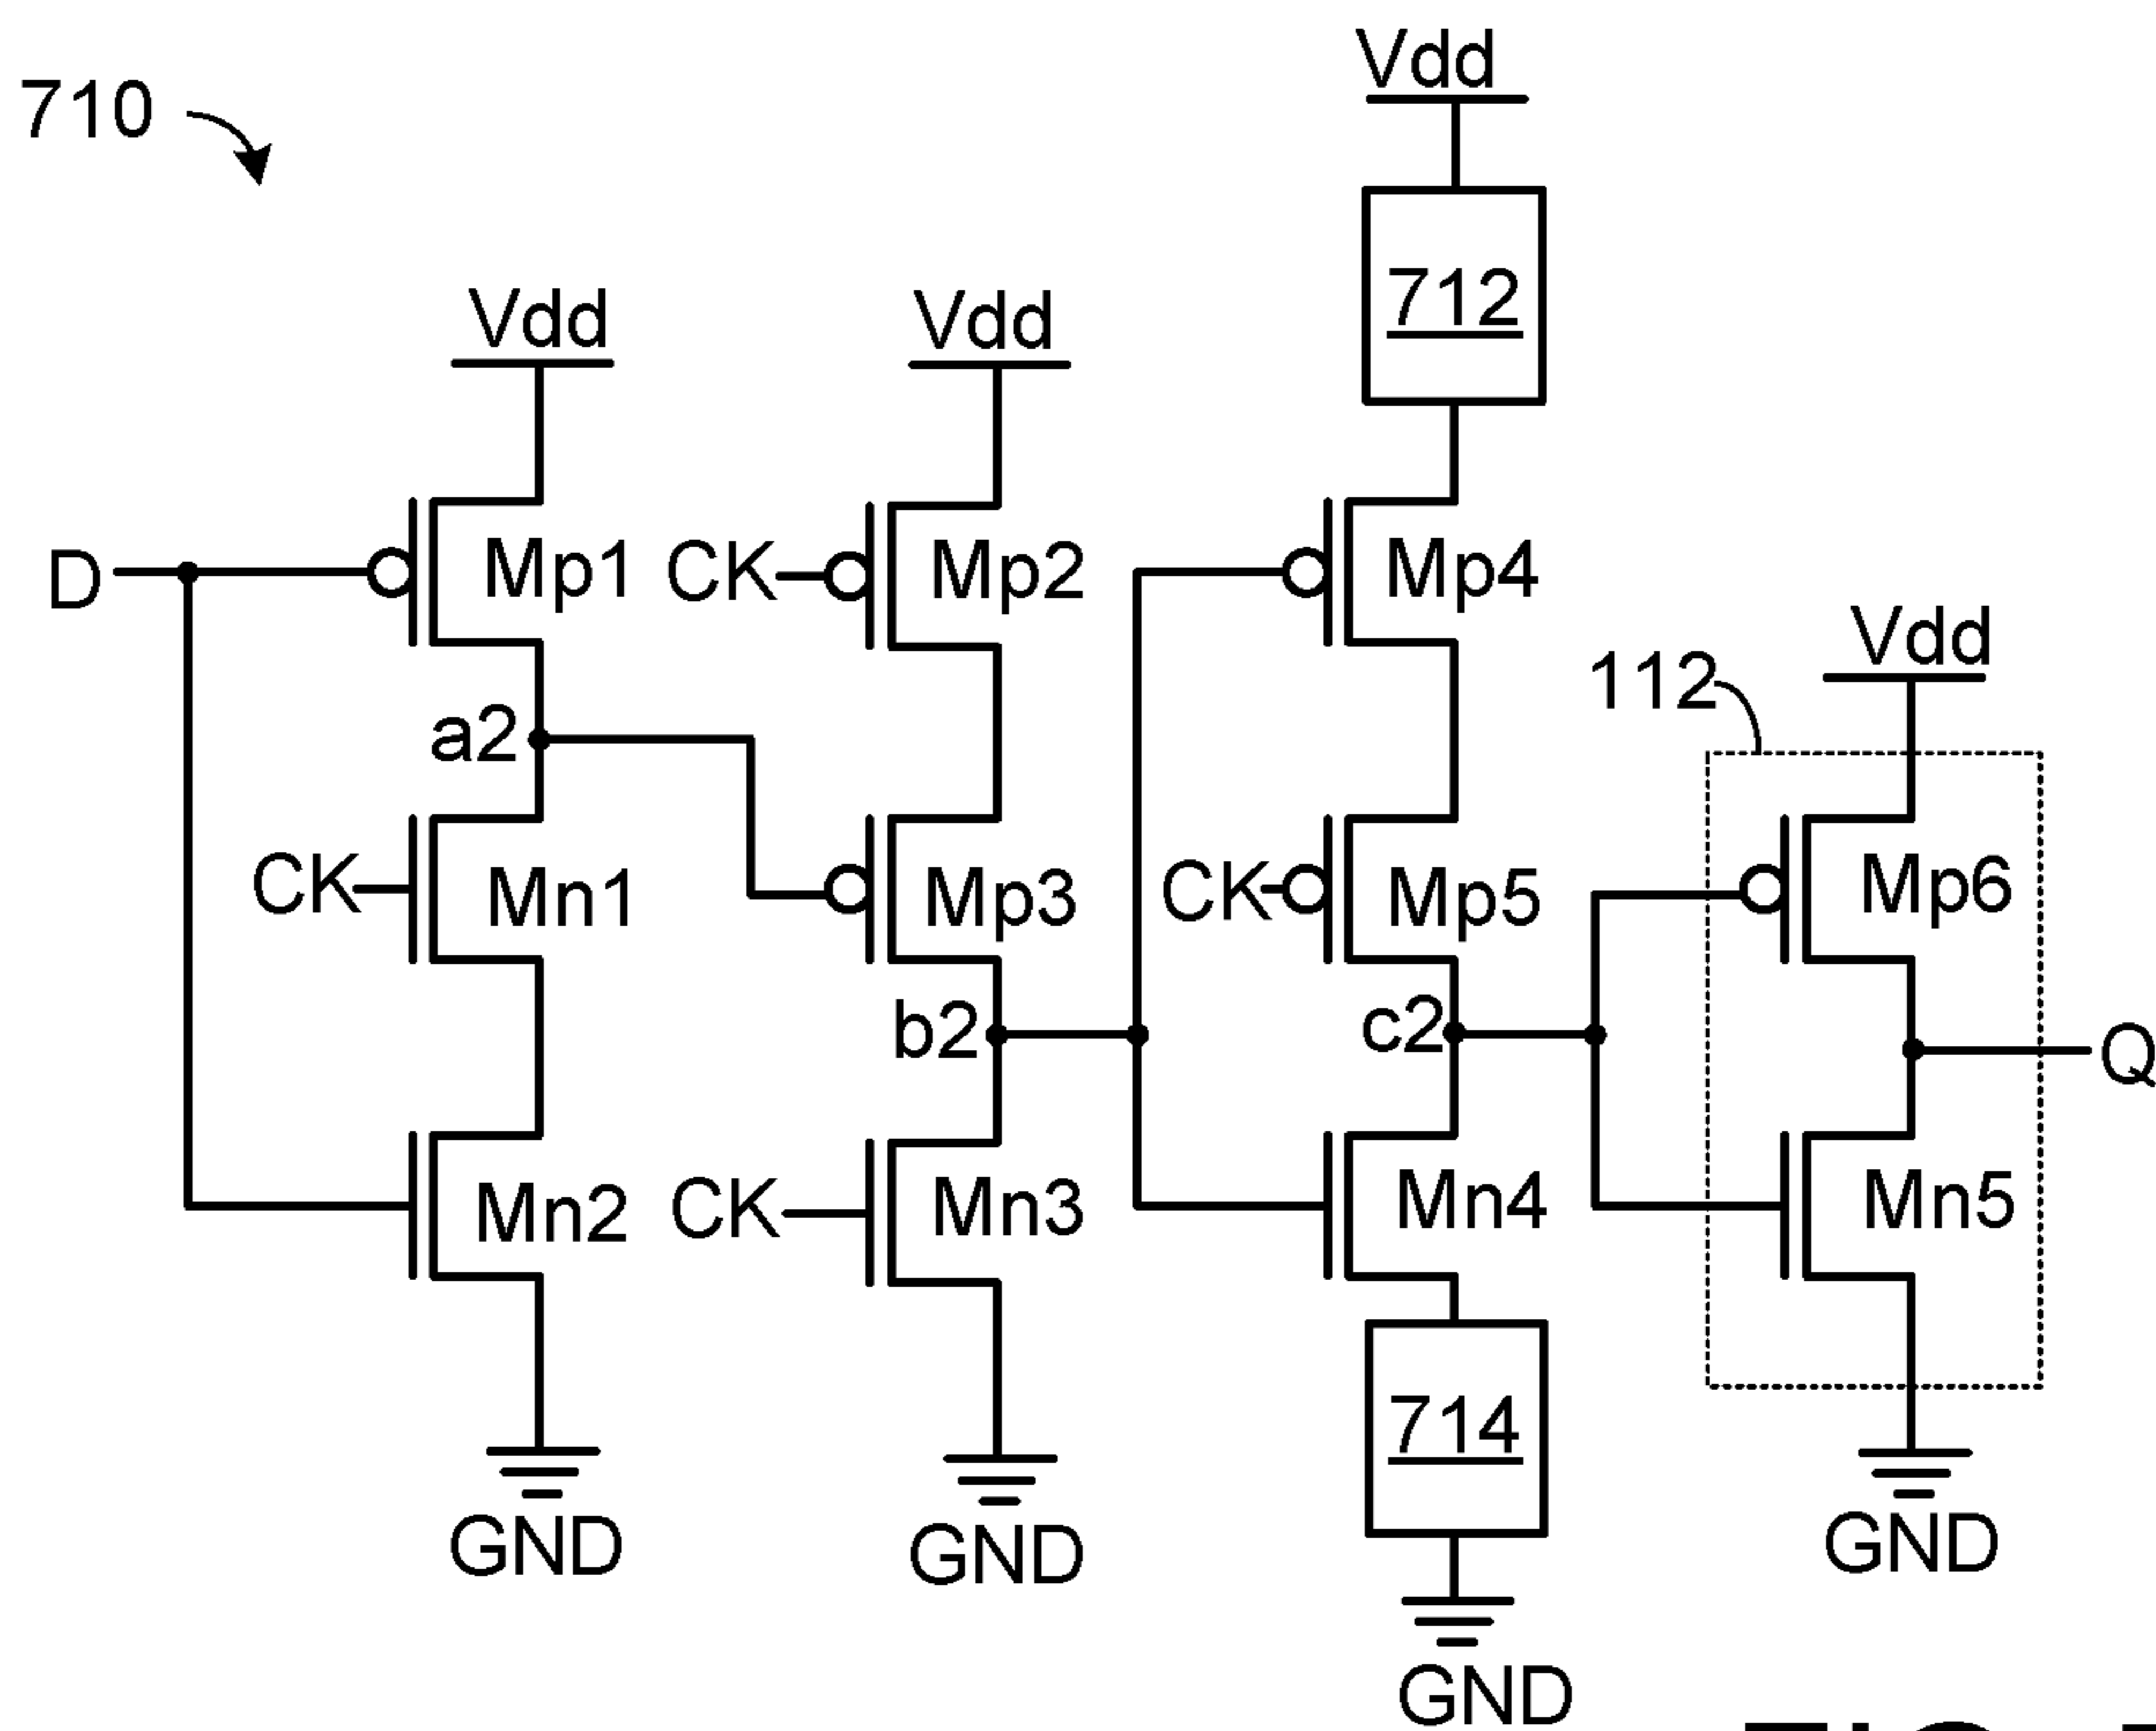 Vdd
710
712
Vdd
Vdd
D
Mp1
CK
Mp2
Mp4
Vdd
112
a2
CK
Mn1
Mp3
CK
Mp5
Mp6
b2
c2
Q
Mn2
CK
Mn3
Mn4
Mn5
714
GND
GND
GND
GND